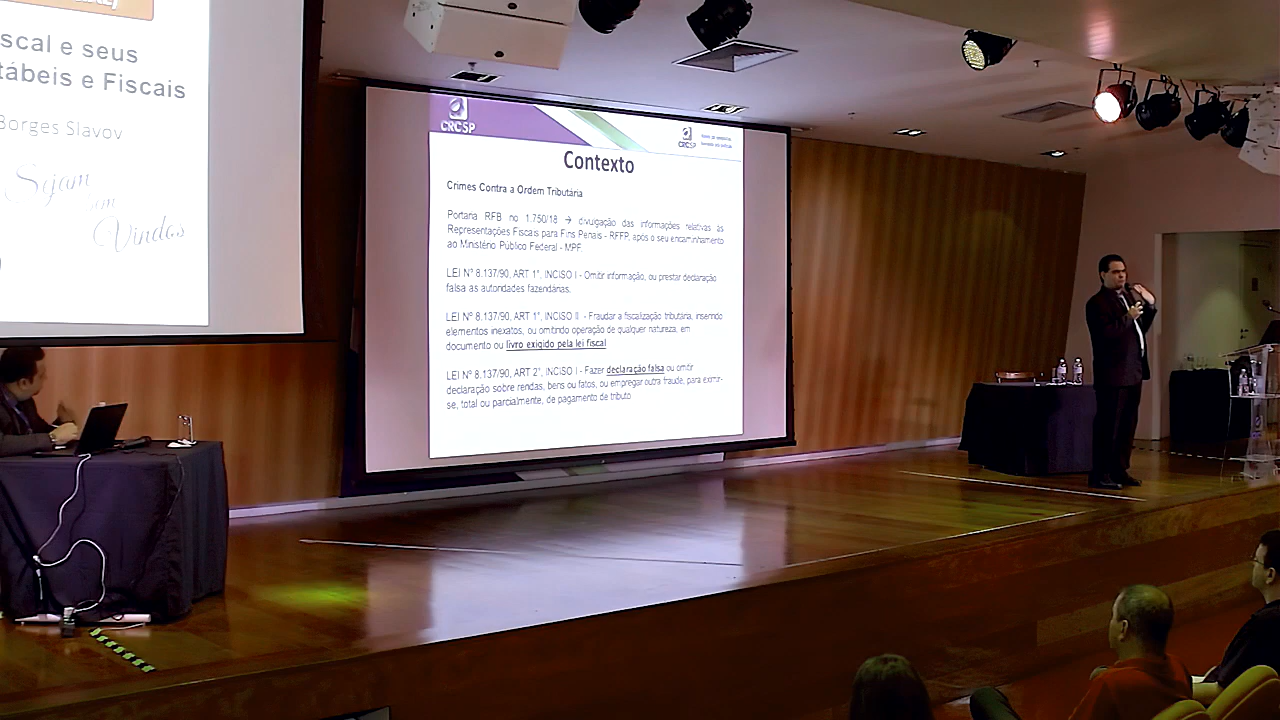 scal e seus
tábeis e Fiscais
Borges Slavov
Sejam
Vindos
CRCSP
CRCSP
Contexto
Crimes Contra a Ordem Tributária
Portaria RFB no 1.750/18 → divulgação das informações relativas as
Representações Fiscais para Fins Penais - RFFP, após o seu encaminhamento
ao Ministério Público Federal - MPF.
LEI Nº 8.137/90, ART 1°, INCISO I - Omitir informação, ou prestar declaração
falsa as autoridades fazendárias.
LEI Nº 8.137/90, ART 1°, INCISO II - Fraudar a fiscalização tributária, inserindo
elementos inexatos, ou omitindo operação de qualquer natureza, em
documento ou livro exigido pela lei fiscal
LEI Nº 8.137/90, ART 2°, INCISO I - Fazer declaração falsa ou omitir
declaração sobre rendas, bens ou fatos, ou empregar outra fraude, para eximir-
se, total ou parcialmente, de pagamento de tributo